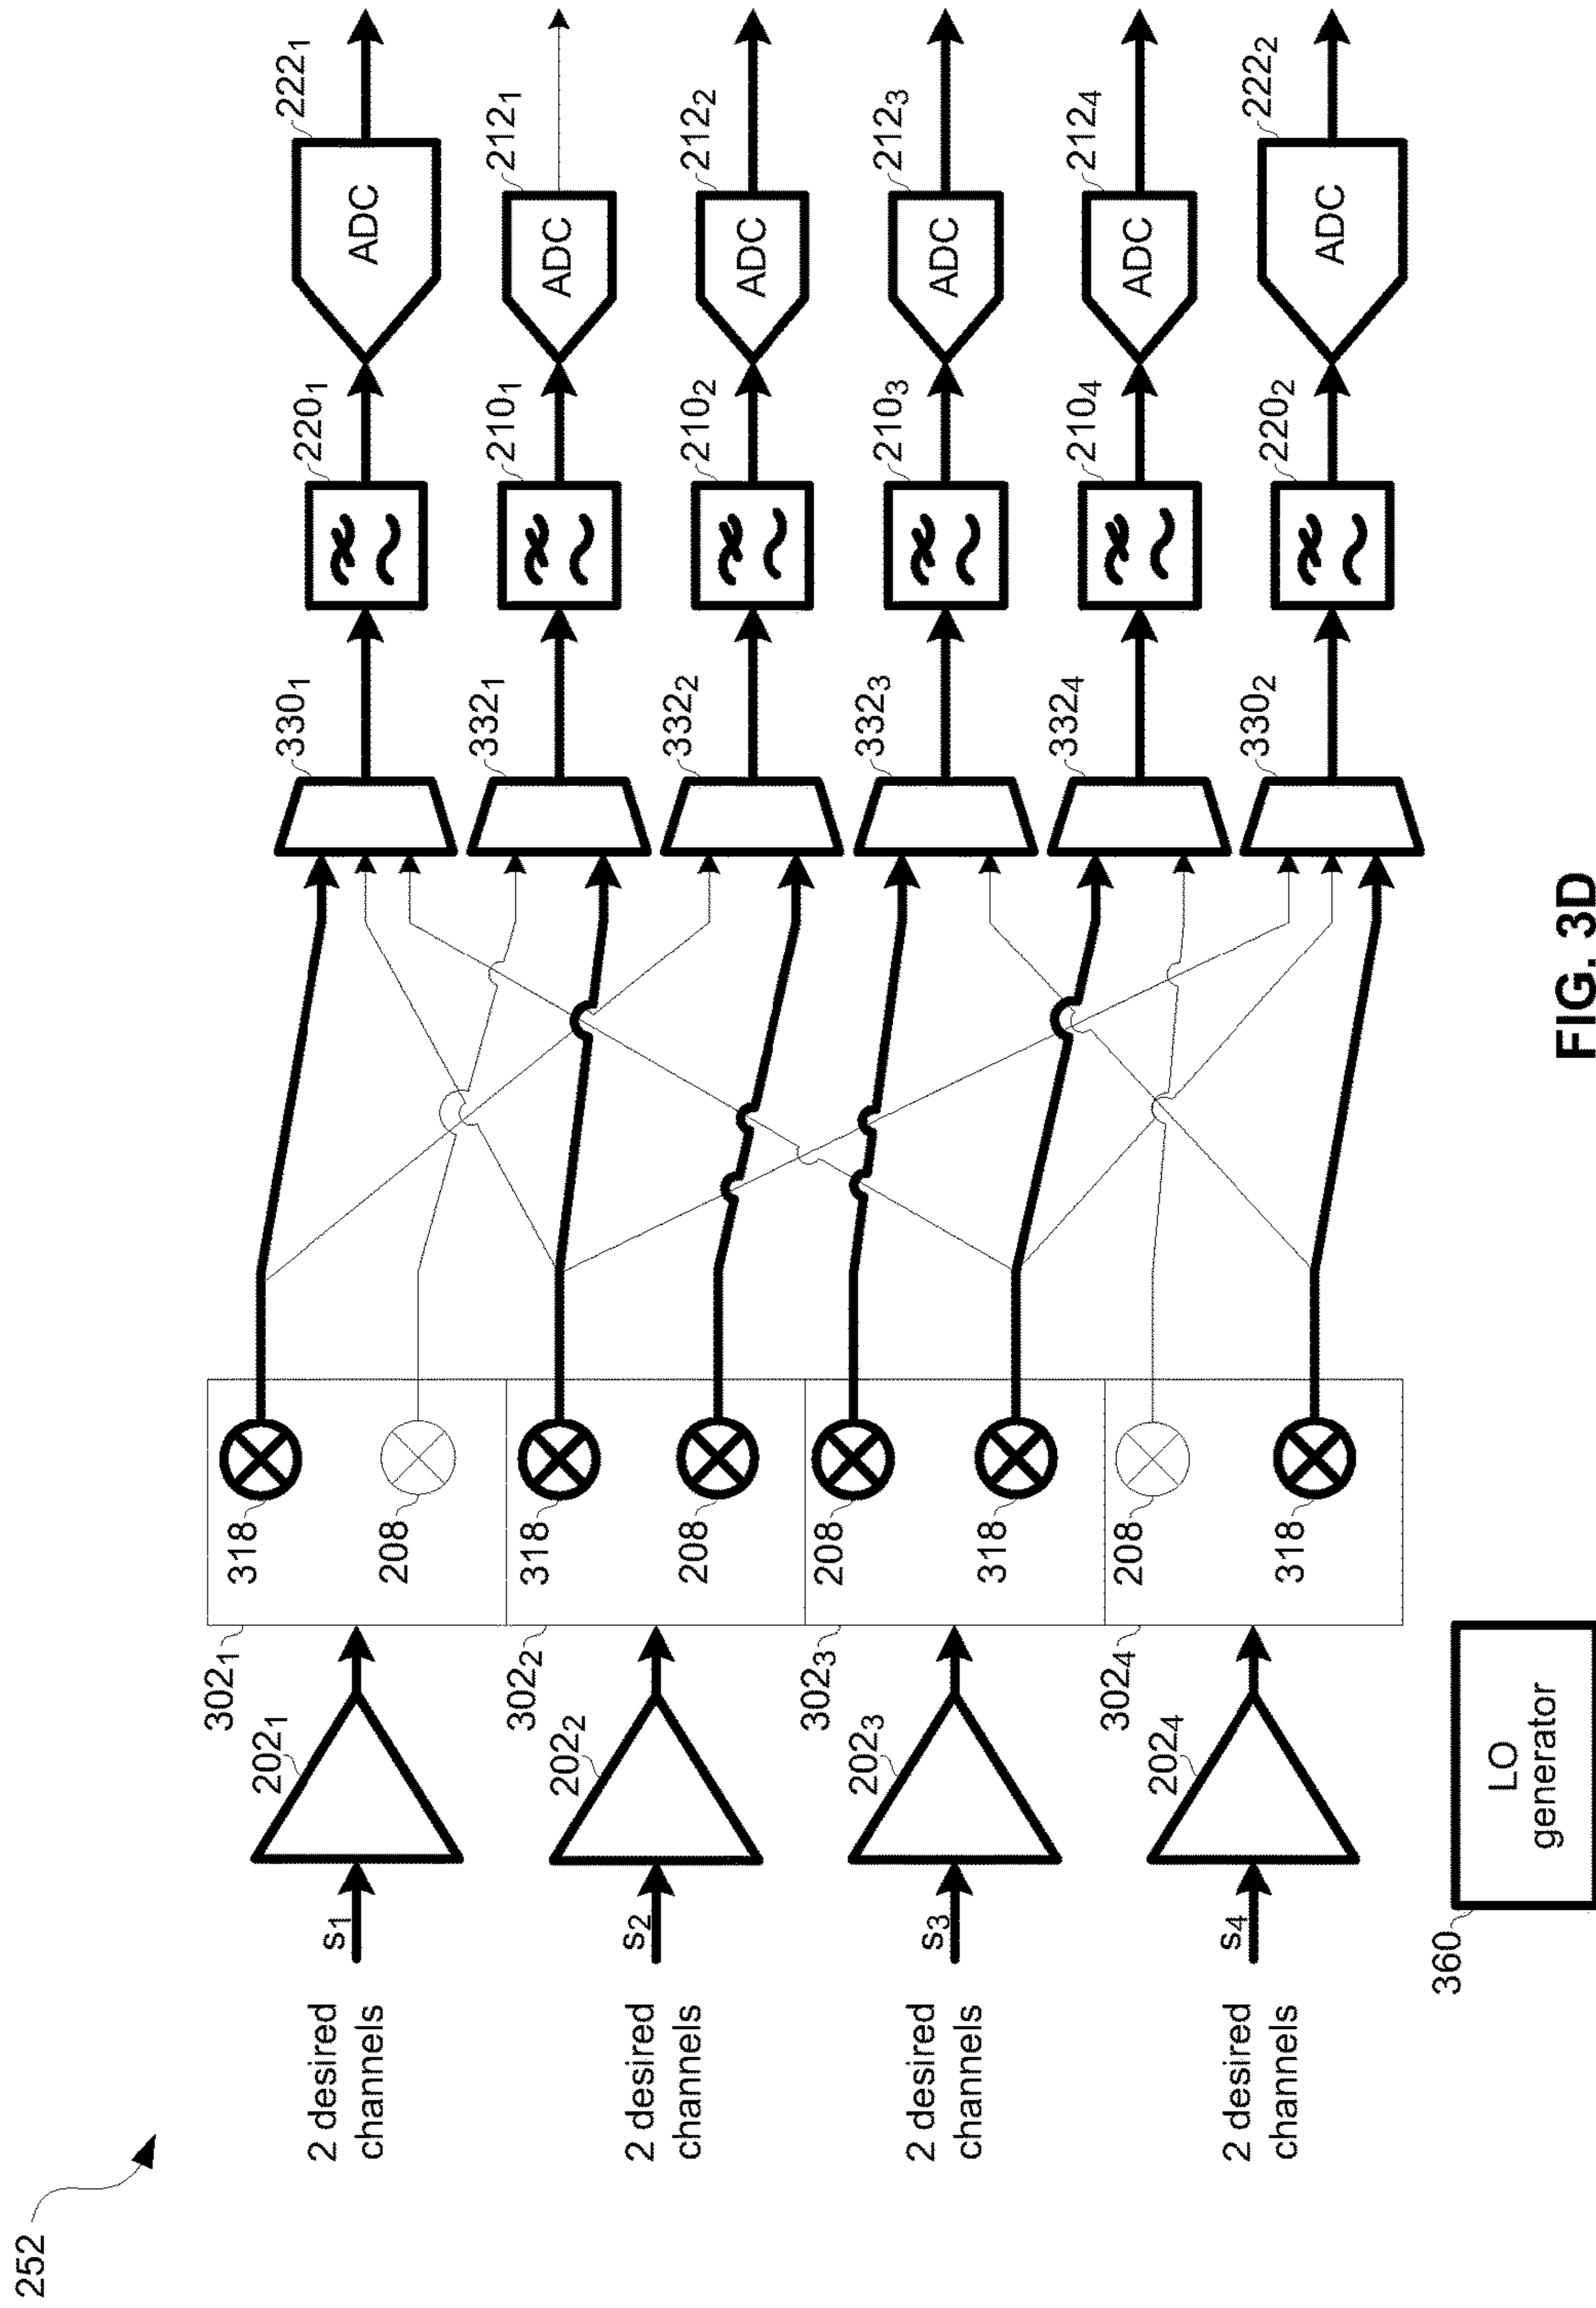 252
2 desired
channels
2 desired
channels
2 desired
channels
2 desired
channels
s1
s2
s3
s4
202₁
202₂
202₃
202₄
302₁
302₂
302₃
302₄
318
208
318
208
208
318
208
318
330₁
332₁
332₂
332₃
332₄
330₂
220₁
210₁
210₂
210₃
210₄
220₂
222₁
212₁
212₂
212₃
212₄
222₂
ADC
ADC
ADC
ADC
ADC
ADC
360
LO
generator
FIG. 3D